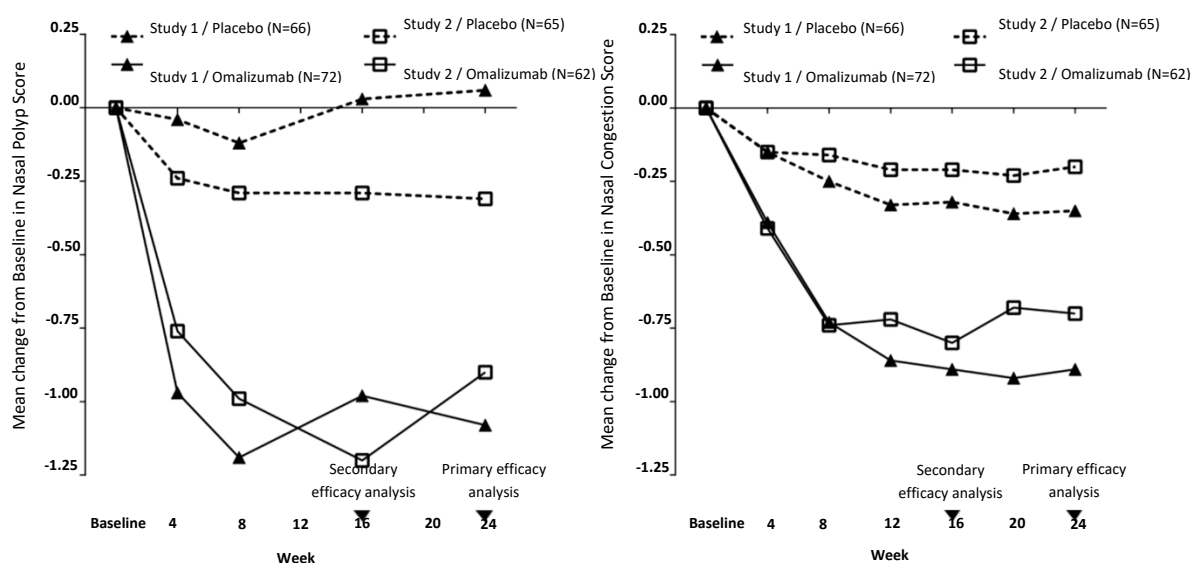 Mean change from Baseline in Nasal Polyp Score
0.25
0.00
-0.25
-0.50
-0.75
-1.00
-1.25
Study 1 / Placebo (N=66)
Study 2 / Placebo (N=65)
Study 1 / Omalizumab (N=72)
Study 2 / Omalizumab (N=62)
Secondary
efficacy analysis
Primary efficacy
analysis
Baseline 4 8 12 16 20 24
Week
Mean change from Baseline in Nasal Congestion Score
0.25
0.00
-0.25
-0.50
-0.75
-1.00
-1.25
Study 1 / Placebo (N=66)
Study 2 / Placebo (N=65)
Study 1 / Omalizumab (N=72)
Study 2 / Omalizumab (N=62)
Secondary
efficacy analysis
Primary efficacy
analysis
Baseline 4 8 12 16 20 24
Week